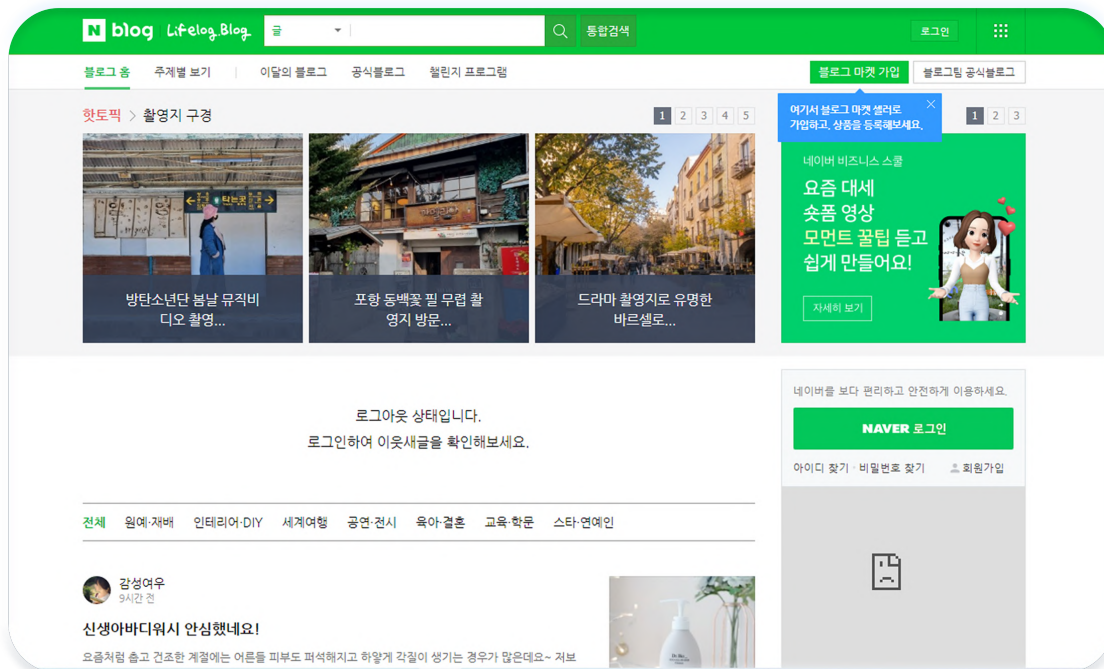 N blog Lifelog.Blog 글 통합검색 로그인
블로그 홈 주제별 보기 이달의 블로그 공식블로그 챌린지 프로그램 블로그 마켓 가입 블로그팀 공식블로그
여기서 블로그 마켓 셀러로
가입하고, 상품을 등록해보세요.
핫토픽 > 촬영지 구경 1 2 3 4 5
1 2 3
방탄소년단 봄날 뮤직비
디오 촬영...
포항 동백꽃 필 무렵 촬
영지 방문...
드라마 촬영지로 유명한
바르셀로...
네이버 비즈니스 스쿨
요즘 대세
숏폼 영상
모먼트 꿀팁 듣고
쉽게 만들어요!
자세히 보기
로그아웃 상태입니다.
로그인하여 이웃새글을 확인해보세요.
네이버를 보다 편리하고 안전하게 이용하세요.
NAVER 로그인
아이디 찾기 · 비밀번호 찾기 회원가입
전체 원예·재배 인테리어·DIY 세계여행 공연·전시 육아·결혼 교육·학문 스타·연예인
감성여우
9시간 전
신생아바디워시 안심했네요!
요즘처럼 춥고 건조한 계절에는 어른들 피부도 퍼석해지고 하얗게 각질이 생기는 경우가 많은데요~ 저보